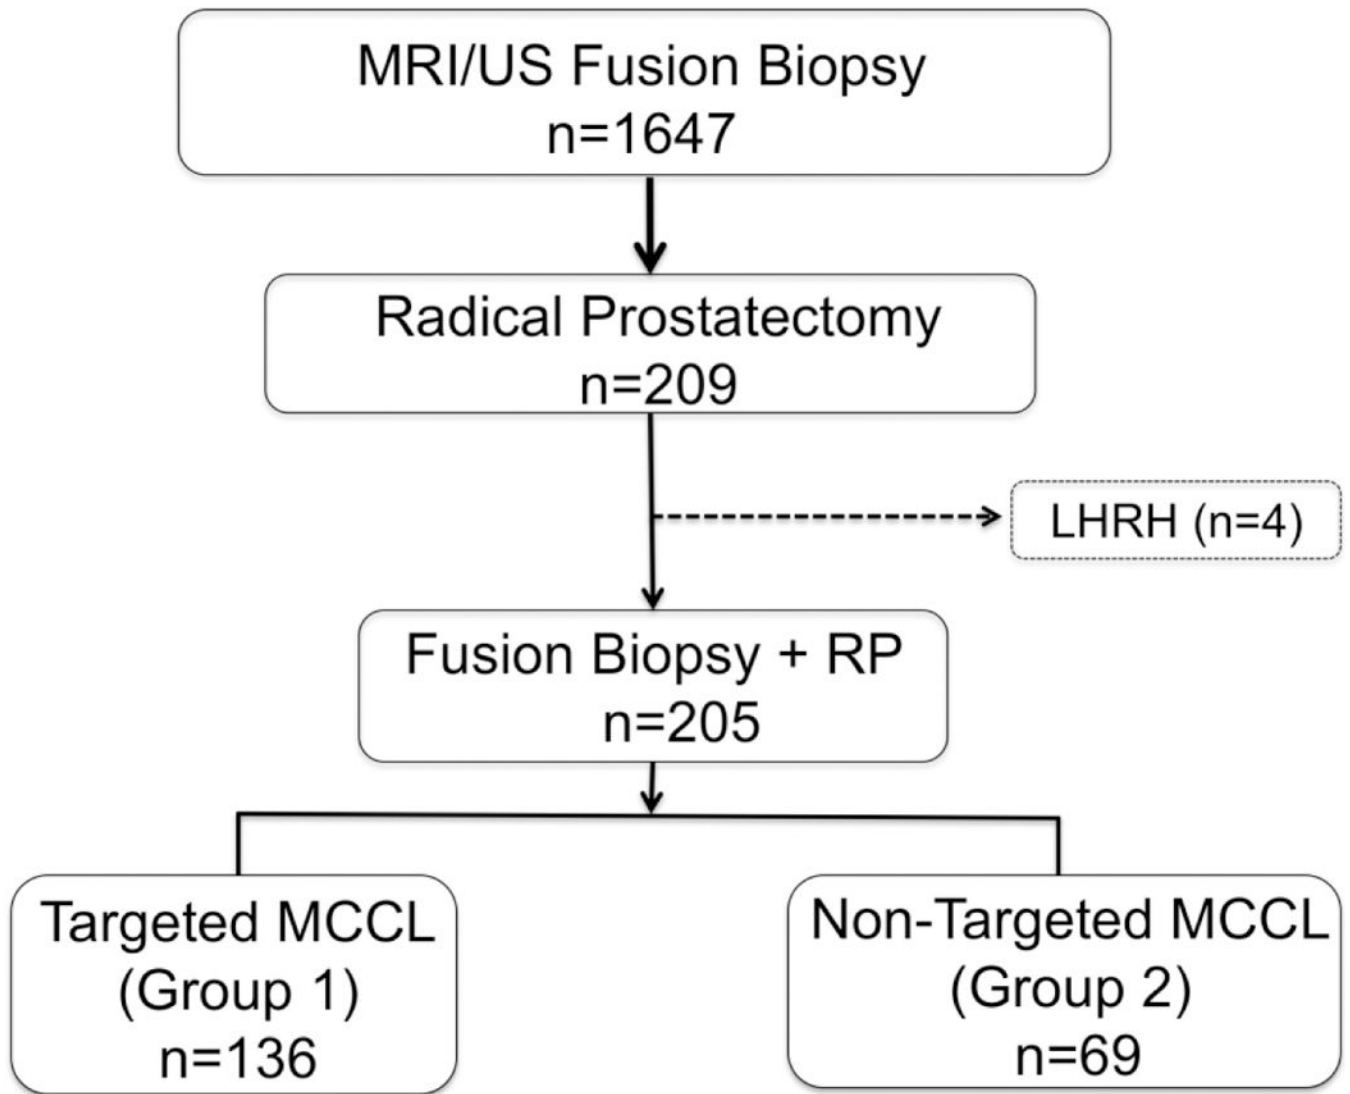 MRI/US Fusion Biopsy
n=1647
Radical Prostatectomy
n=209
LHRH (n=4)
Fusion Biopsy + RP
n=205
Targeted MCCL
(Group 1)
n=136
Non-Targeted MCCL
(Group 2)
n=69